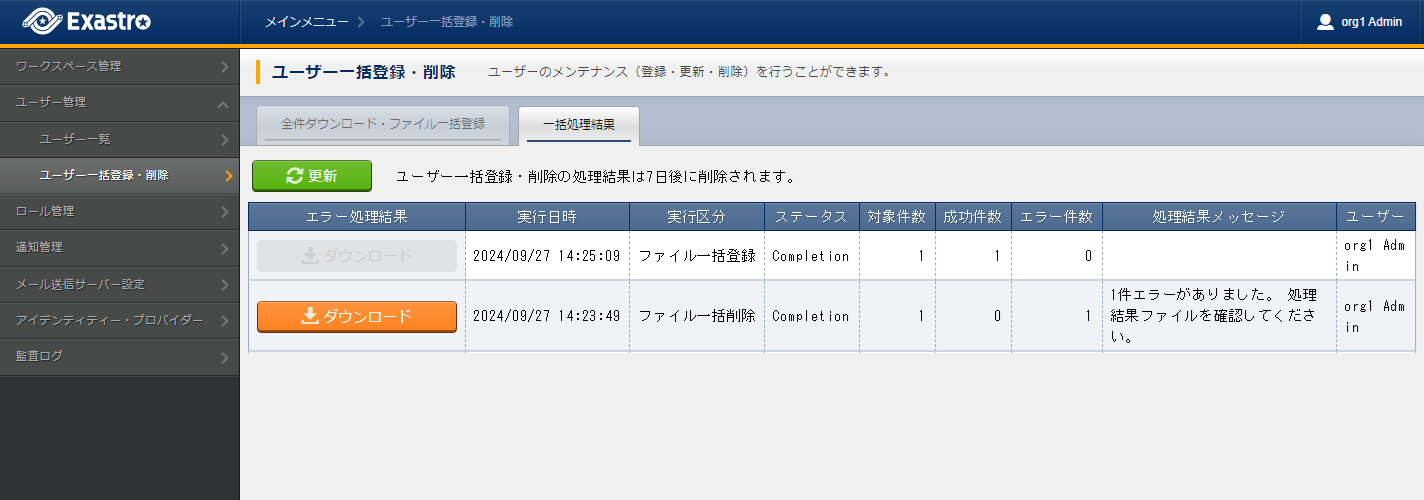 Exastro
メインメニュー
ユーザー一括登録・削除
org1 Admin
ワークスペース管理
ユーザー管理
ユーザー一覧
ユーザー一括登録・削除
ロール管理
通知管理
メール送信サーバー設定
アイデンティティー・プロバイダー
監査ログ
ユーザー一括登録・削除
ユーザーのメンテナンス（登録・更新・削除）を行うことができます。
全件ダウンロード・ファイル一括登録
一括処理結果
更新
ユーザー一括登録・削除の処理結果は7日後に削除されます。
エラー処理結果 実行日時 実行区分 ステータス 対象件数 成功件数 エラー件数 処理結果メッセージ ユーザー
ダウンロード 2024/09/27 14:25:09 ファイル一括登録 Completion 1 1 0
org1 Adm
in
ダウンロード 2024/09/27 14:23:49 ファイル一括削除 Completion 1 0 1
1件エラーがありました。 処理
結果ファイルを確認してくださ
い。
org1 Adm
in